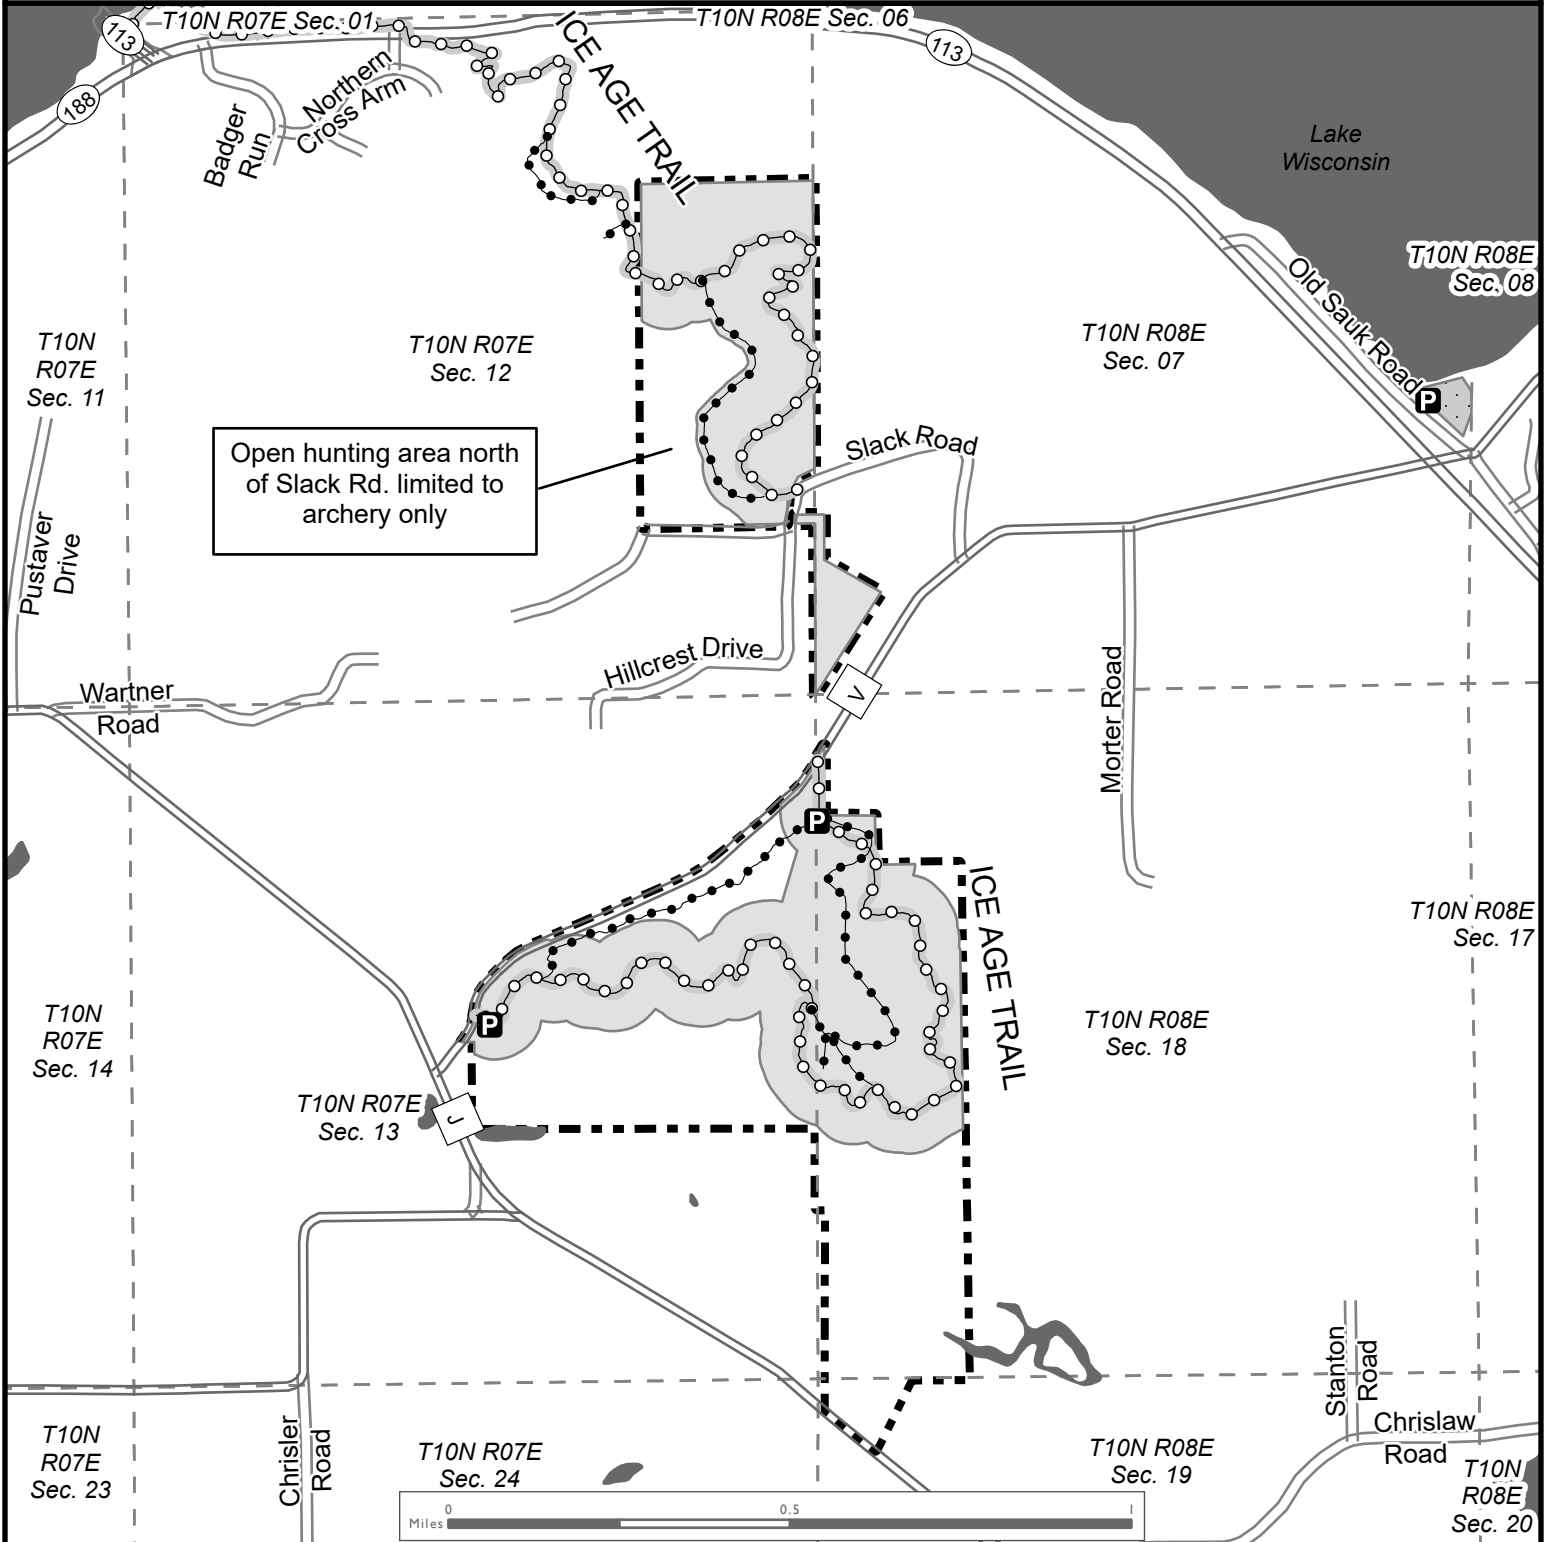 T10N R07E Sec. 01
T10N R08E Sec. 06
113
113
188
ICE AGE TRAIL
Northern
Cross Arm
Badger
Run
Lake
Wisconsin
T10N R08E
Sec. 08
Old Sauk Road
P
T10N
R07E
Sec. 11
T10N R07E
Sec. 12
T10N R08E
Sec. 07
Open hunting area north
of Slack Rd. limited to
archery only
Slack Road
Pustaver
Drive
Hillcrest Drive
Wartner
Road
V
Morter Road
P
ICE AGE TRAIL
T10N R08E
Sec. 17
P
T10N
R07E
Sec. 14
T10N R08E
Sec. 18
T10N R07E
Sec. 13
J
Stanton
Road
Chrisler
Road
Chrislaw
Road
T10N
R07E
Sec. 23
T10N R07E
Sec. 24
T10N R08E
Sec. 19
T10N
R08E
Sec. 20
0 0.5 1
Miles